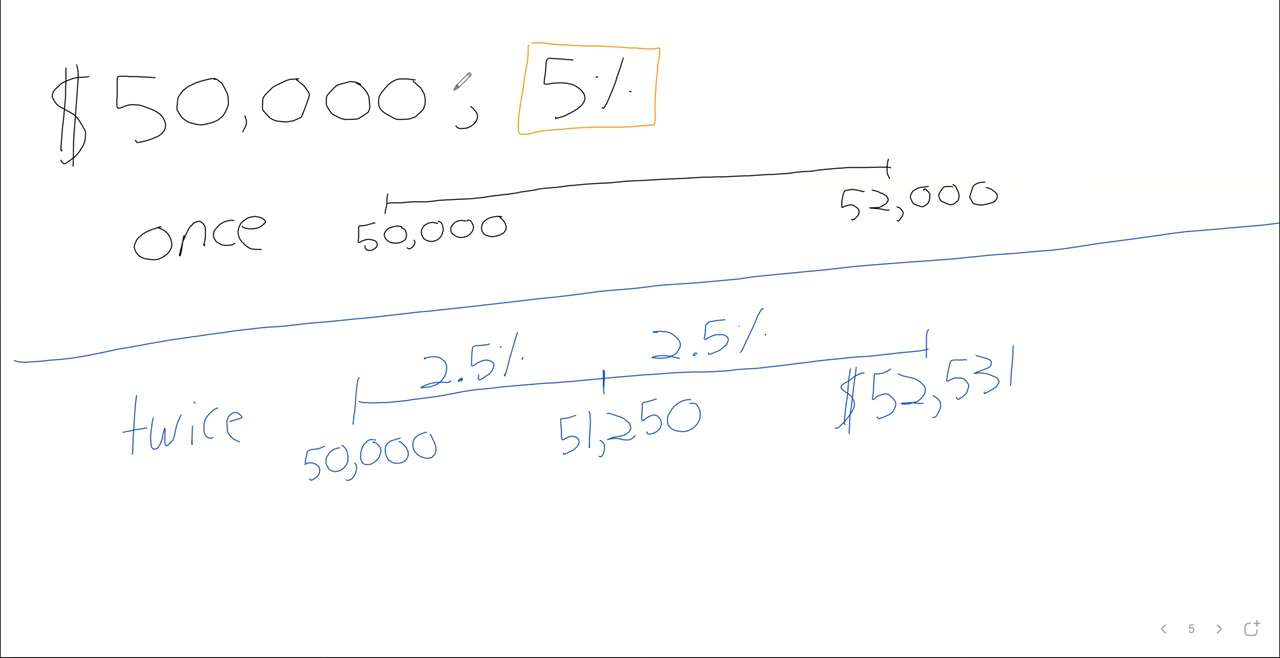 $50,000; 5%
once 50,000 52,000
2.5% 2.5%
twice 50,000 51,250 $52,531
5